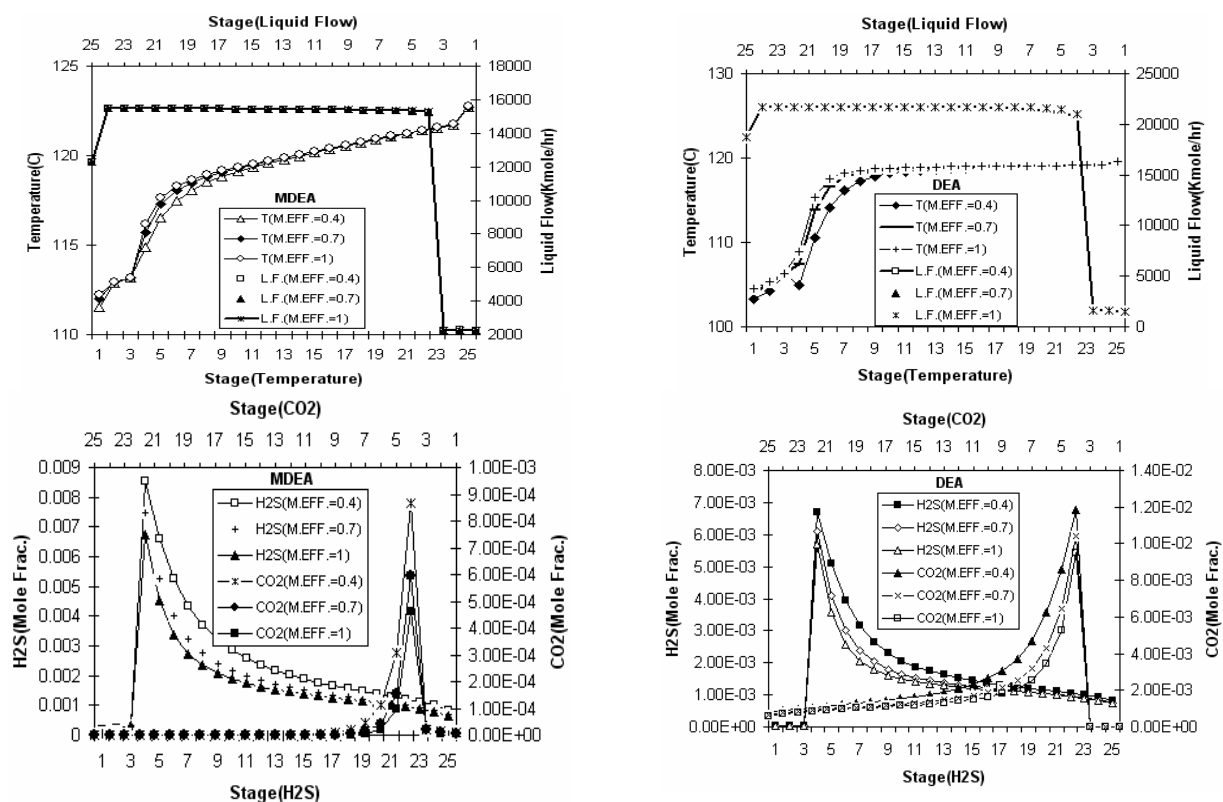 Stage(Liquid Flow)
25 23 21 19 17 15 13 11 9 7 5 3 1
125
120
115
110
Temperature(C)
18000
16000
14000
12000
10000
8000
6000
4000
2000
Liquid Flow(Kmole/hr)
MDEA
T(M.EFF.=0.4)
T(M.EFF.=0.7)
T(M.EFF.=1)
L.F.(M.EFF.=0.4)
L.F.(M.EFF.=0.7)
L.F.(M.EFF.=1)
1 3 5 7 9 11 13 15 17 19 21 23 25
Stage(Temperature)
Stage(Liquid Flow)
25 23 21 19 17 15 13 11 9 7 5 3 1
130
120
110
100
Temperature(C)
25000
20000
15000
10000
5000
0
Liquid Flow(Kmole/hr)
DEA
T(M.EFF.=0.4)
T(M.EFF.=0.7)
T(M.EFF.=1)
L.F.(M.EFF.=0.4)
L.F.(M.EFF.=0.7)
L.F.(M.EFF.=1)
1 3 5 7 9 11 13 15 17 19 21 23 25
Stage(Temperature)
Stage(CO2)
25 23 21 19 17 15 13 11 9 7 5 3 1
0.009
0.008
0.007
0.006
0.005
0.004
0.003
0.002
0.001
0
H2S(Mole Frac.)
1.00E-03
9.00E-04
8.00E-04
7.00E-04
6.00E-04
5.00E-04
4.00E-04
3.00E-04
2.00E-04
1.00E-04
0.00E+00
CO2(Mole Frac.)
MDEA
H2S(M.EFF.=0.4)
H2S(M.EFF.=0.7)
H2S(M.EFF.=1)
CO2(M.EFF.=0.4)
CO2(M.EFF.=0.7)
CO2(M.EFF.=1)
1 3 5 7 9 11 13 15 17 19 21 23 25
Stage(H2S)
Stage(CO2)
25 23 21 19 17 15 13 11 9 7 5 3 1
8.00E-03
7.00E-03
6.00E-03
5.00E-03
4.00E-03
3.00E-03
2.00E-03
1.00E-03
0.00E+00
H2S(Mole Frac.)
1.40E-02
1.20E-02
1.00E-02
8.00E-03
6.00E-03
4.00E-03
2.00E-03
0.00E+00
CO2(Mole Frac.)
DEA
H2S(M.EFF.=0.4)
H2S(M.EFF.=0.7)
H2S(M.EFF.=1)
CO2(M.EFF.=0.4)
CO2(M.EFF.=0.7)
CO2(M.EFF.=1)
1 3 5 7 9 11 13 15 17 19 21 23 25
Stage(H2S)